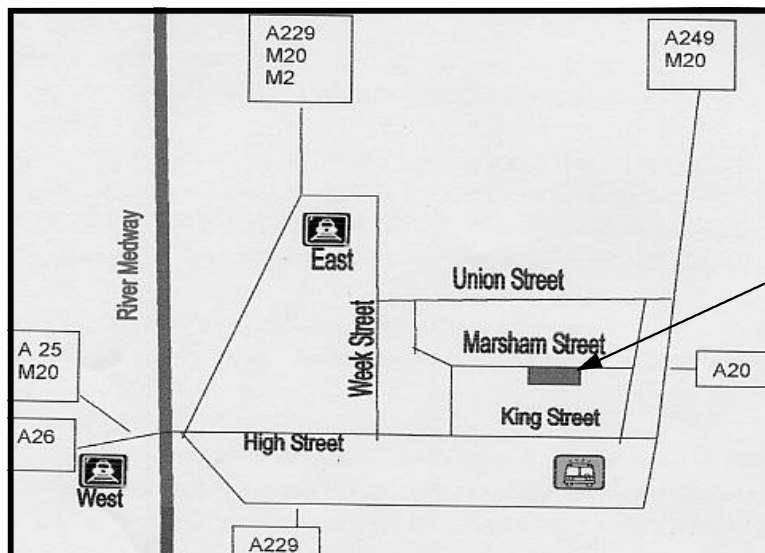 A229
M20
M2
A249
M20
River Medway
East
Union Street
Week Street
Marsham Street
A 25
M20
A20
A26
King Street
High Street
West
A229